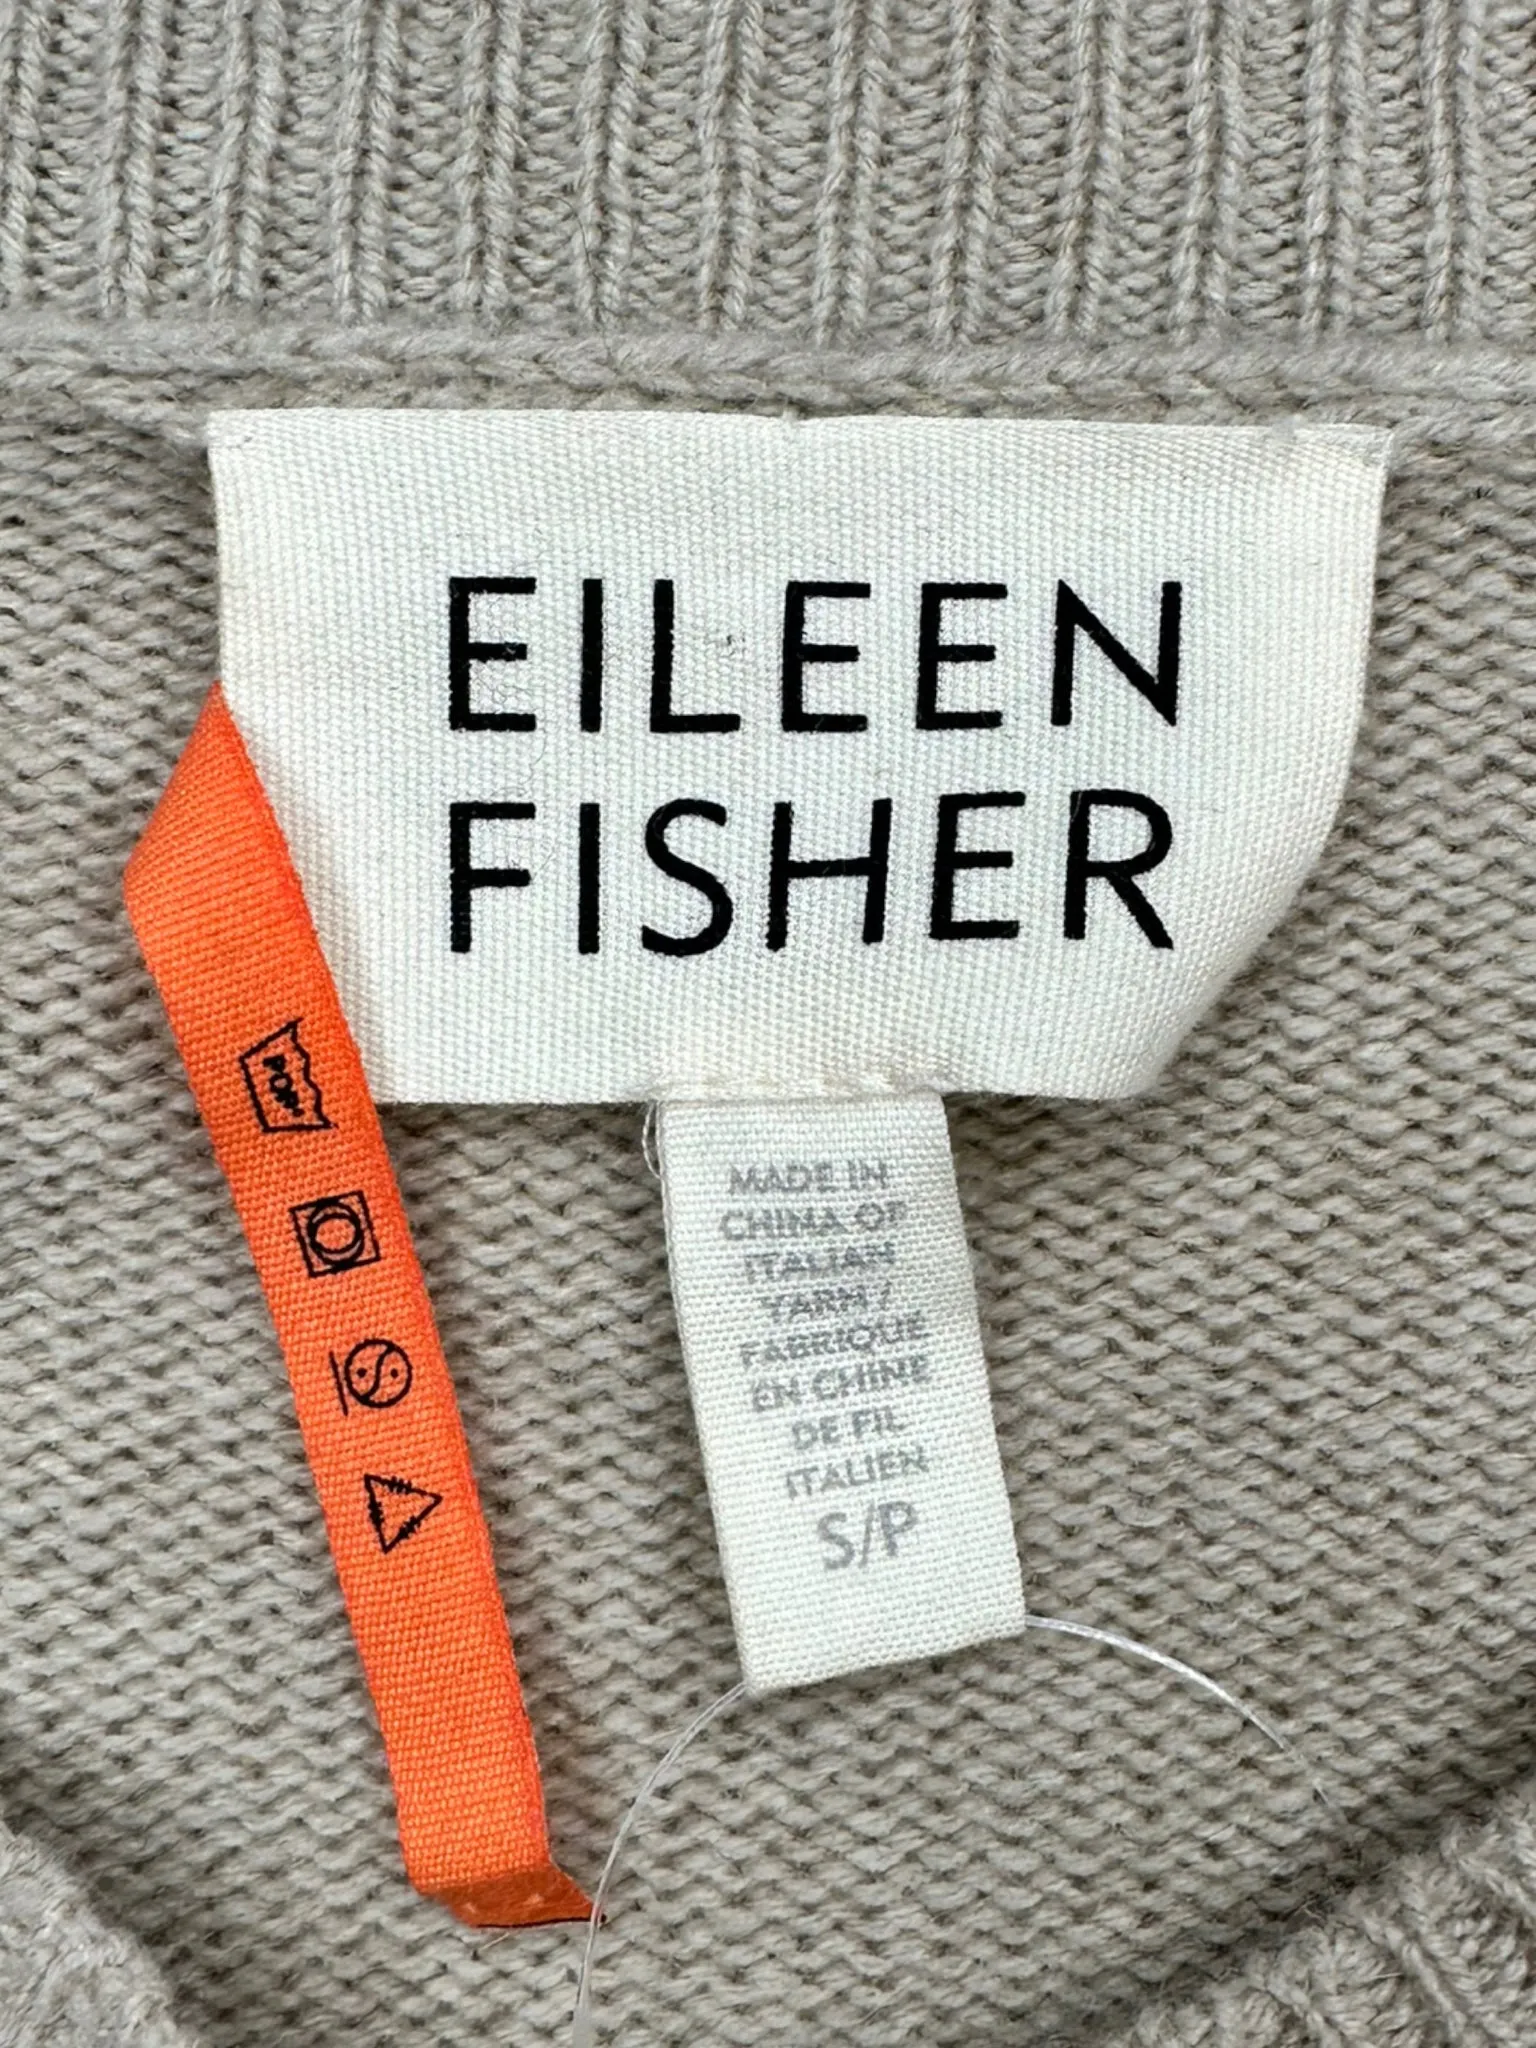 EILEEN
FISHER
MADE IN
CHINA OF
ITALIAN
YARN /
FABRIQUÉ
EN CHINE
DE FIL
ITALIEN
S/P